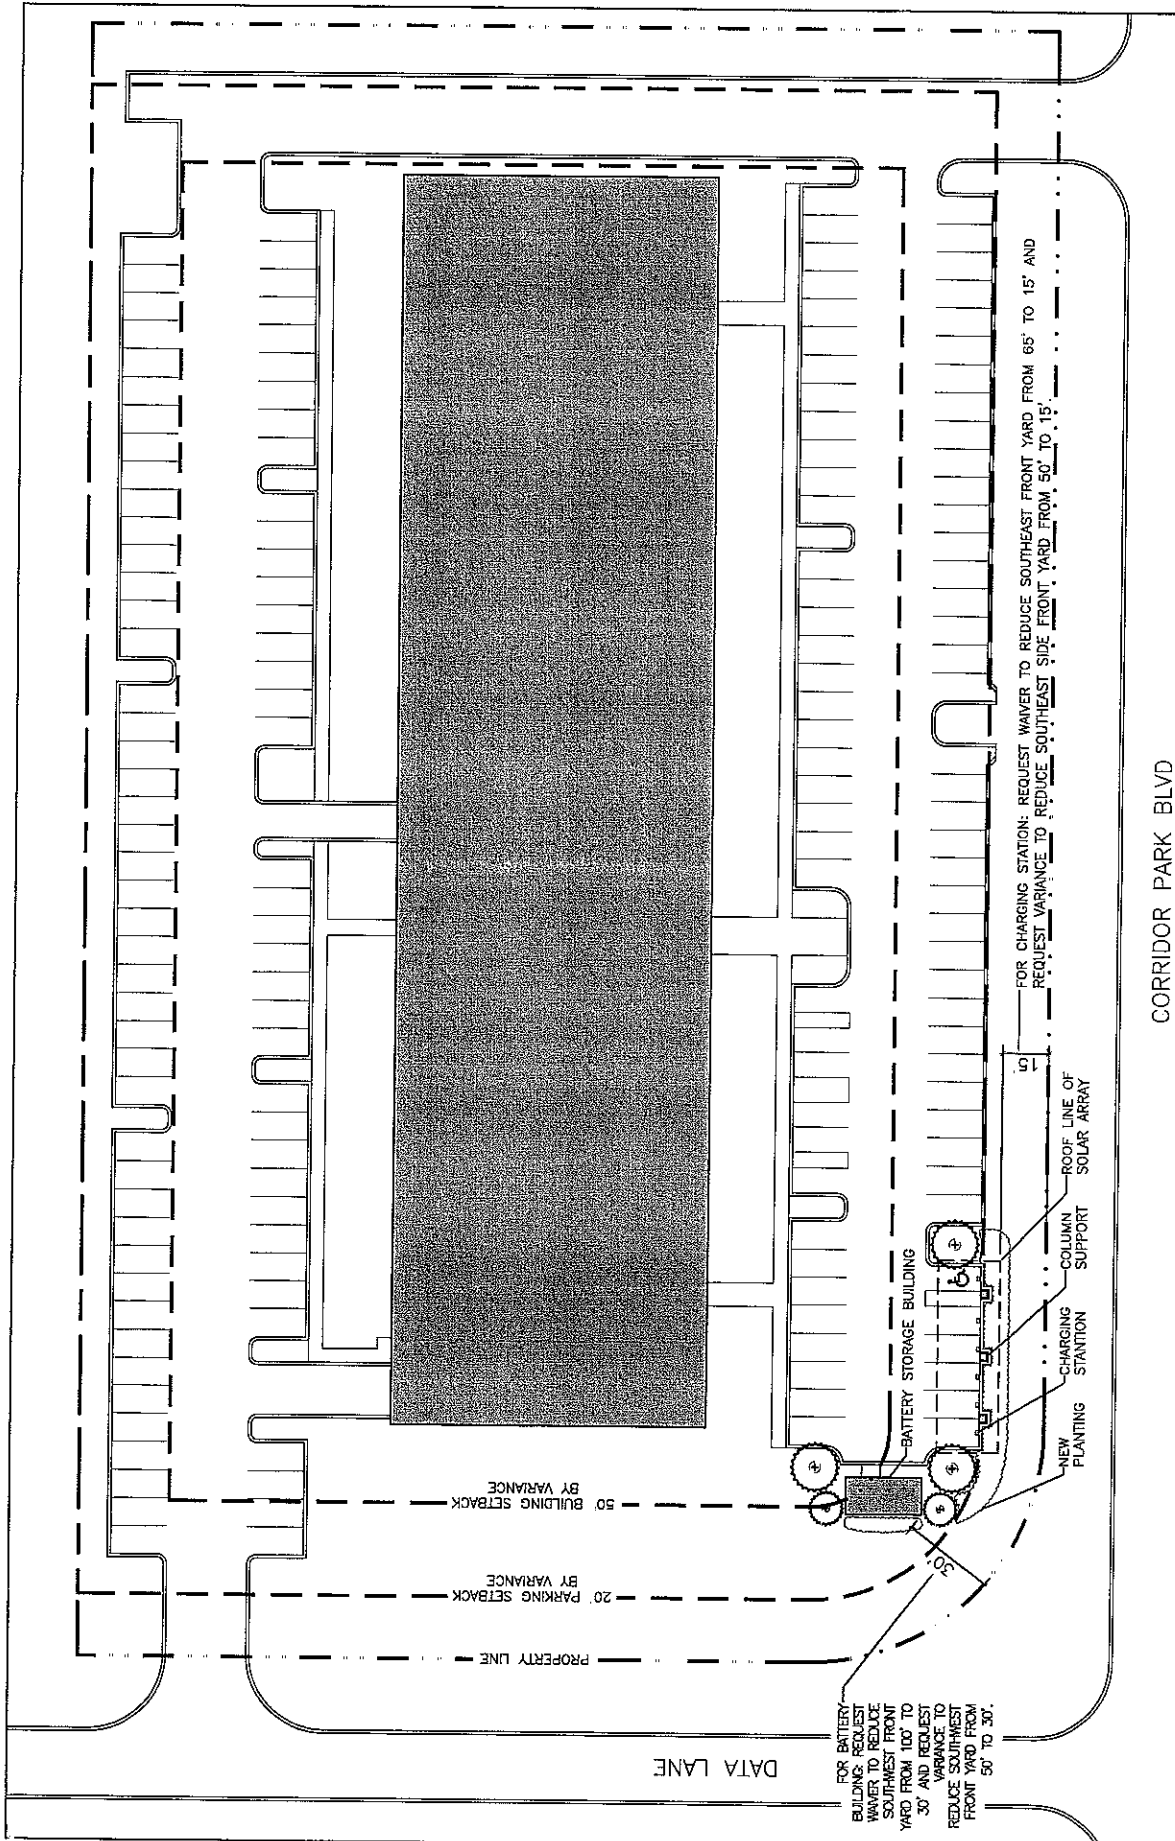 FOR CHARGING STATION: REQUEST WAIVER TO REDUCE SOUTHEAST FRONT YARD FROM 65' TO 15' AND
REQUEST VARIANCE TO REDUCE SOUTHEAST SIDE FRONT YARD FROM 50' TO 15'.
CORRIDOR PARK BLVD
15'
ROOF LINE OF
SOLAR ARRAY
COLUMN
SUPPORT
CHARGING
STANTION
NEW
PLANTING
BATTERY STORAGE BUILDING
50' BUILDING SETBACK
BY VARIANCE
20' PARKING SETBACK
BY VARIANCE
PROPERTY LINE
30'
DATA LANE
FOR BATTERY
BUILDING: REQUEST
WAIVER TO REDUCE
SOUTHWEST FRONT
YARD FROM 100' TO
30' AND REQUEST
VARIANCE TO
REDUCE SOUTHWEST
FRONT YARD FROM
50' TO 30'.